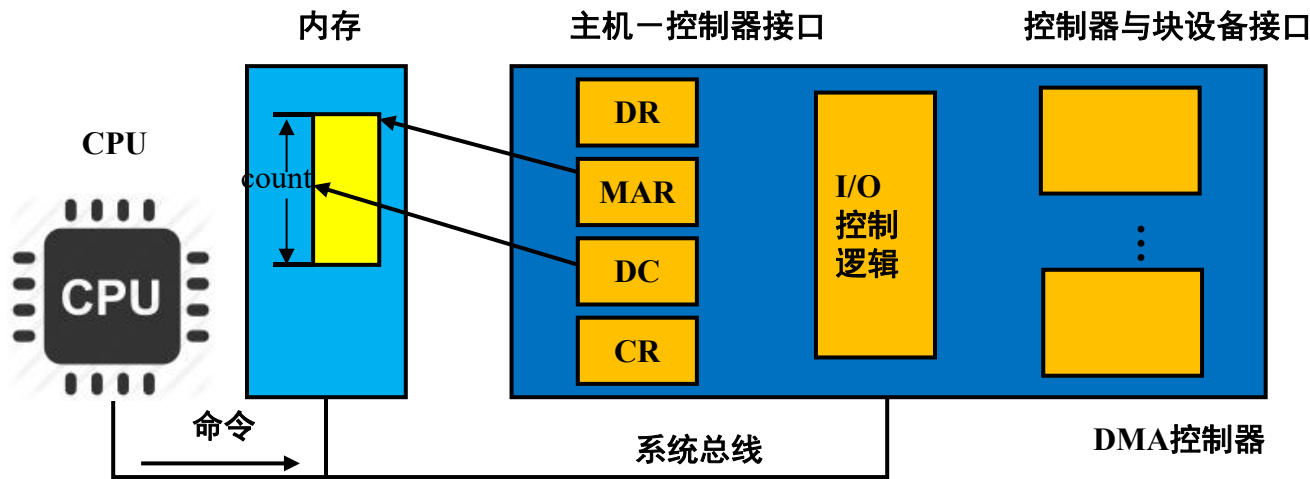 内存
主机－控制器接口
控制器与块设备接口
CPU
count
CPU
DR
MAR
DC
CR
I/O
控制
逻辑
⋮
命令
系统总线
DMA控制器